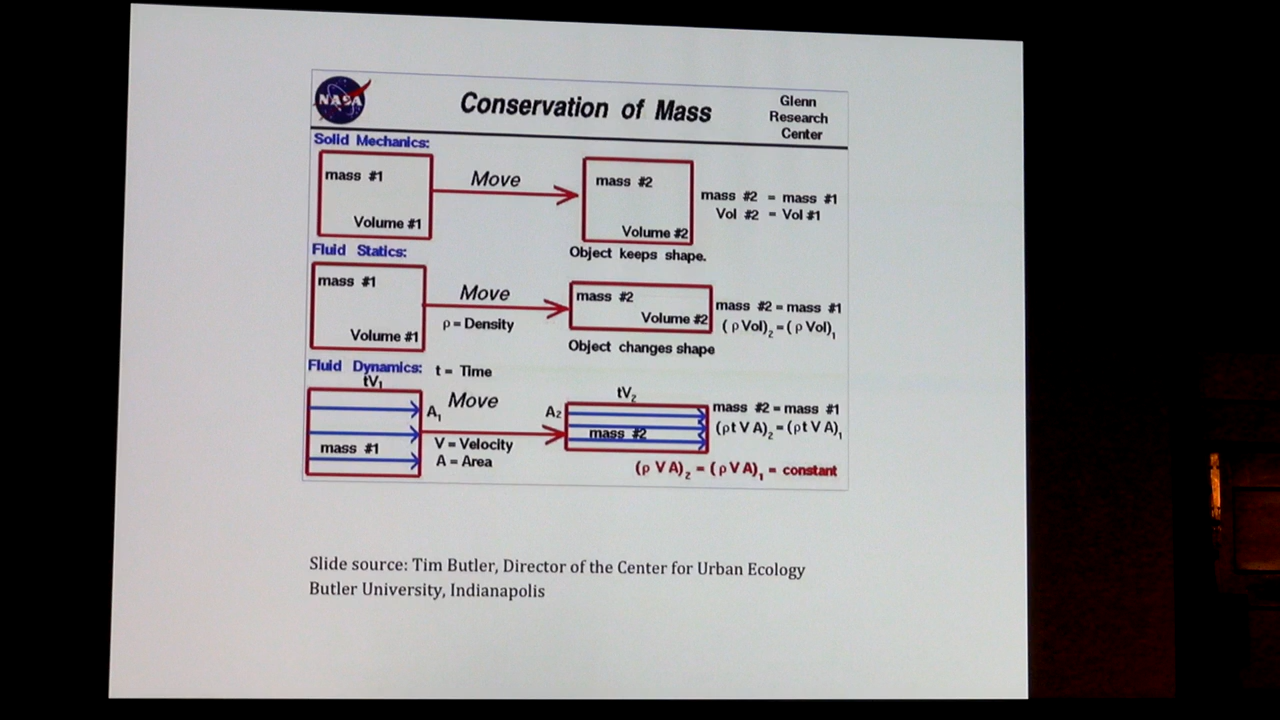 NASA
Conservation of Mass
Glenn
Research
Center
Solid Mechanics:
mass #1
Volume #1
Move
mass #2
Volume #2
mass #2 = mass #1
Vol #2 = Vol #1
Object keeps shape.
Fluid Statics:
mass #1
Volume #1
Move
ρ = Density
mass #2
Volume #2
mass #2 = mass #1
(ρ Vol)₂ = (ρ Vol)₁
Object changes shape
Fluid Dynamics: t = Time
tV₁
A₁
mass #1
Move
V = Velocity
A = Area
A₂
tV₂
mass #2
mass #2 = mass #1
(ρt V A)₂ = (ρt V A)₁
(ρ V A)₂ = (ρ V A)₁ = constant
Slide source: Tim Butler, Director of the Center for Urban Ecology
Butler University, Indianapolis